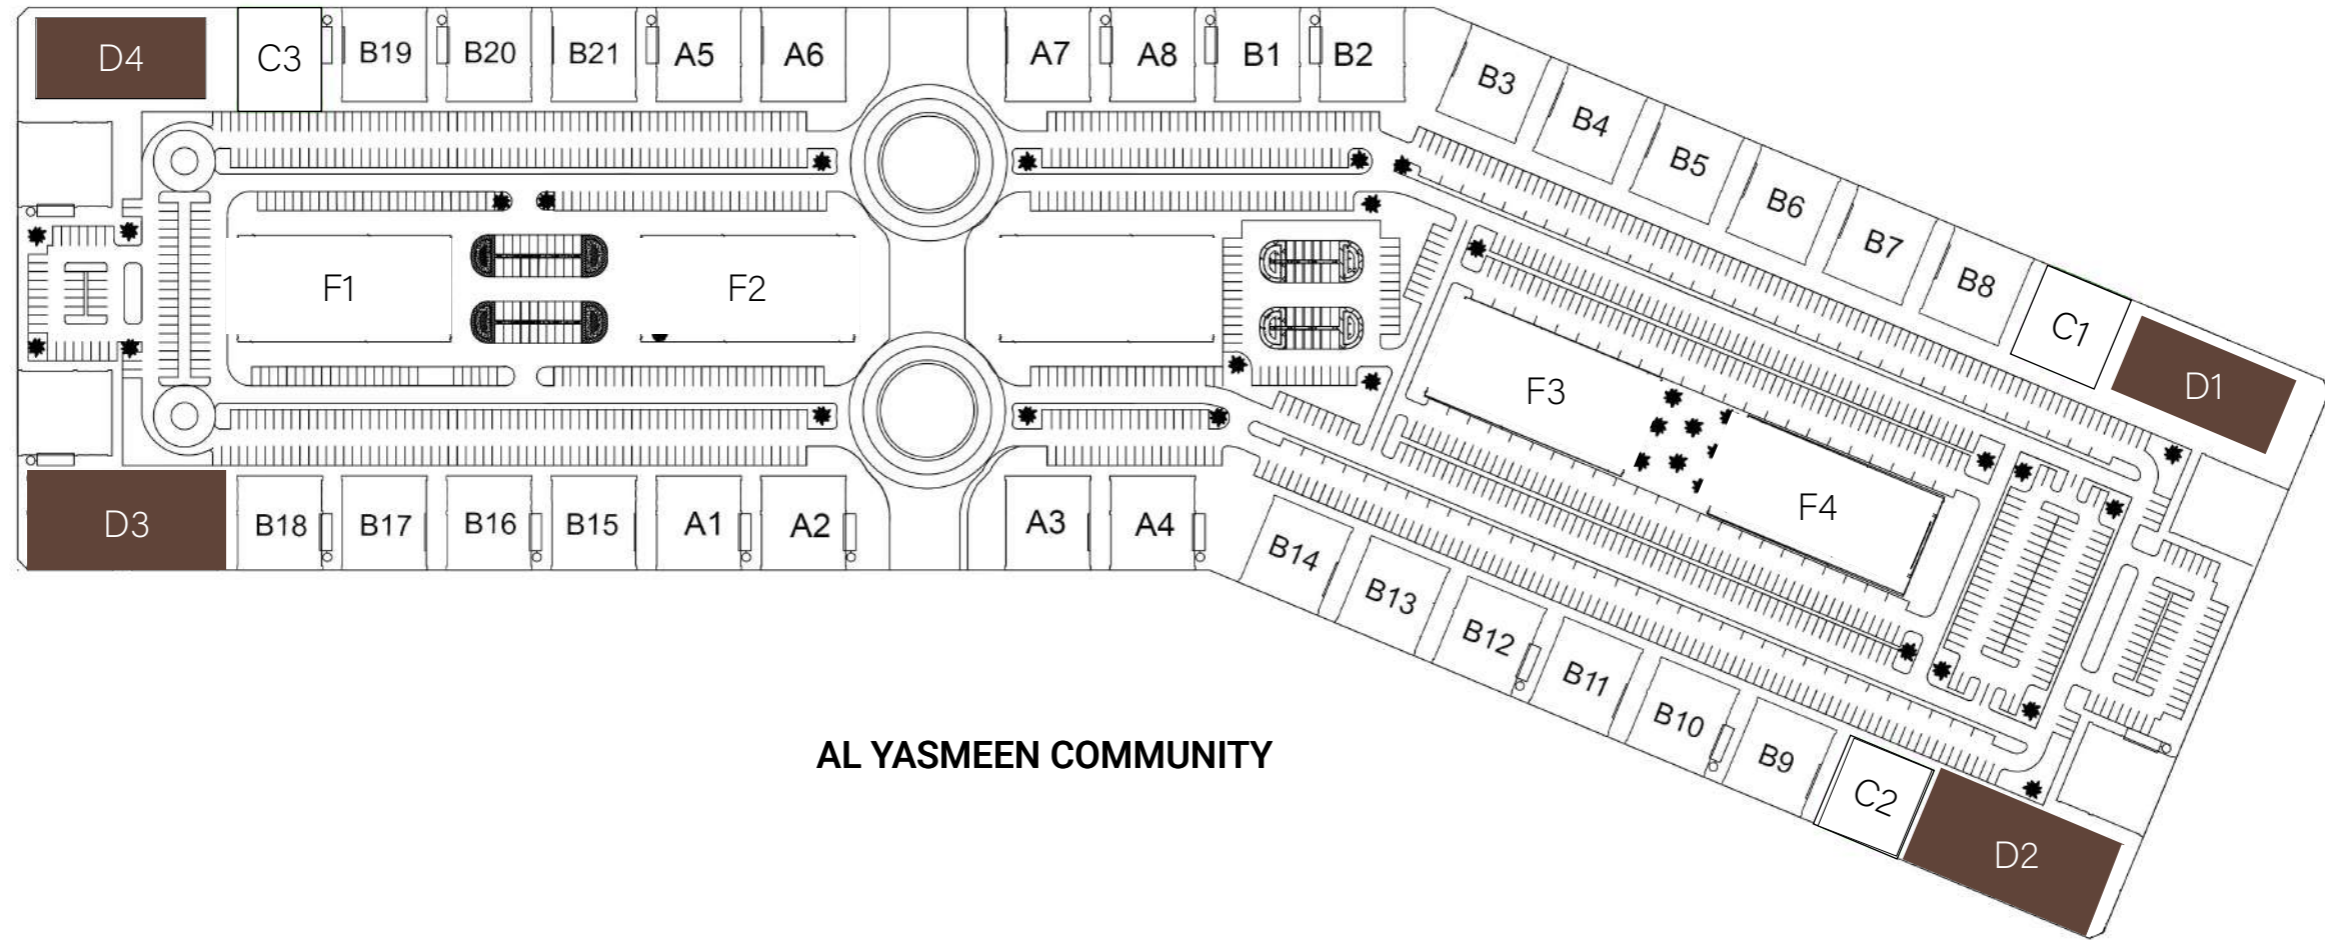 D4
C3
B19
B20
B21
A5
A6
A7
A8
B1
B2
B3
B4
B5
B6
B7
B8
C1
D1
F1
F2
F3
F4
D3
B18
B17
B16
B15
A1
A2
A3
A4
B14
B13
B12
B11
B10
B9
C2
D2
AL YASMEEN COMMUNITY